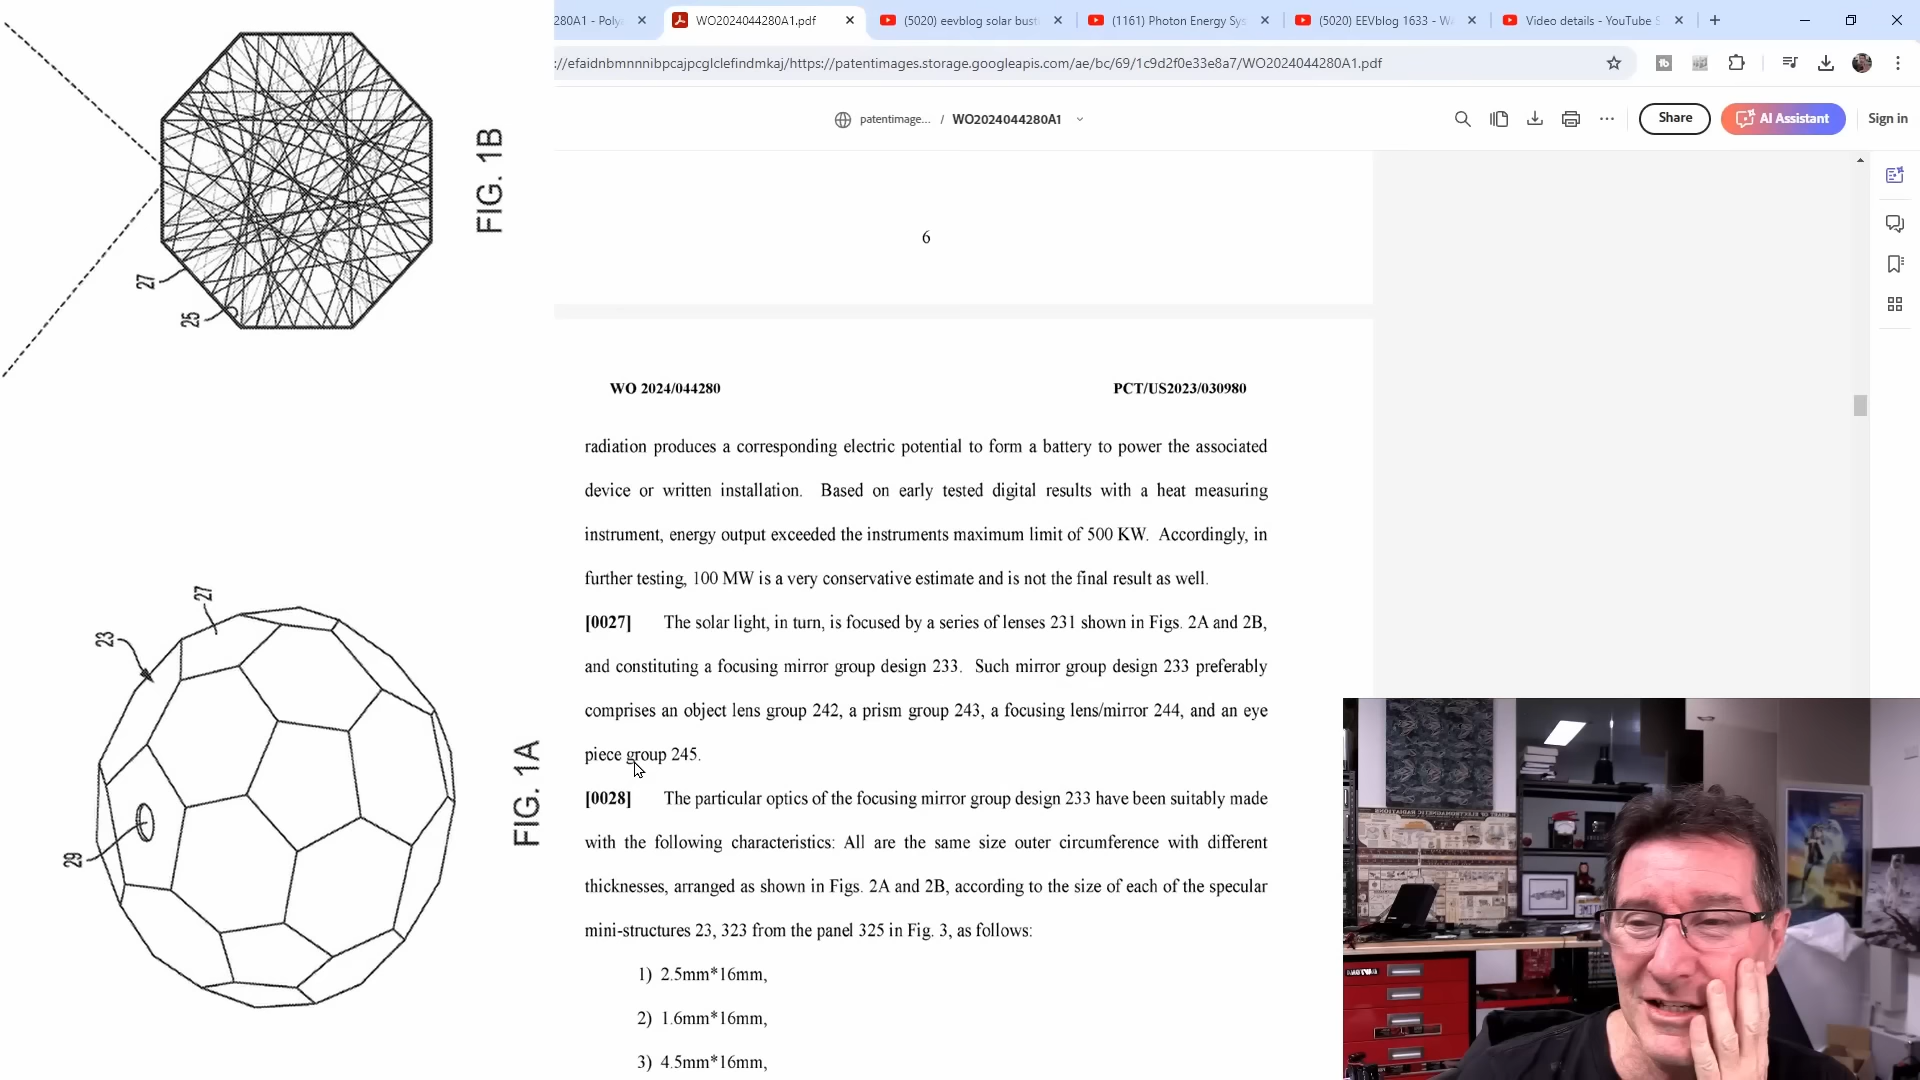 280A1 - Poly
WO2024044280A1.pdf
(5020) eevblog solar bust
(1161) Photon Energy Sys
(5020) EEVblog 1633 - W
Video details - YouTube S
://efaidnbmnnnibpcajpcglclefindmkaj/https://patentimages.storage.googleapis.com/ae/bc/69/1c9d2f0e33e8a7/WO2024044280A1.pdf
patentimage... / WO2024044280A1
Share
AI Assistant
Sign in
FIG. 1B
27
25
FIG. 1A
27
23
29
6
WO 2024/044280 PCT/US2023/030980
radiation produces a corresponding electric potential to form a battery to power the associated
device or written installation. Based on early tested digital results with a heat measuring
instrument, energy output exceeded the instruments maximum limit of 500 KW. Accordingly, in
further testing, 100 MW is a very conservative estimate and is not the final result as well.
[0027] The solar light, in turn, is focused by a series of lenses 231 shown in Figs. 2A and 2B,
and constituting a focusing mirror group design 233. Such mirror group design 233 preferably
comprises an object lens group 242, a prism group 243, a focusing lens/mirror 244, and an eye
piece group 245.
[0028] The particular optics of the focusing mirror group design 233 have been suitably made
with the following characteristics: All are the same size outer circumference with different
thicknesses, arranged as shown in Figs. 2A and 2B, according to the size of each of the specular
mini-structures 23, 323 from the panel 325 in Fig. 3, as follows:
1) 2.5mm*16mm,
2) 1.6mm*16mm,
3) 4.5mm*16mm,